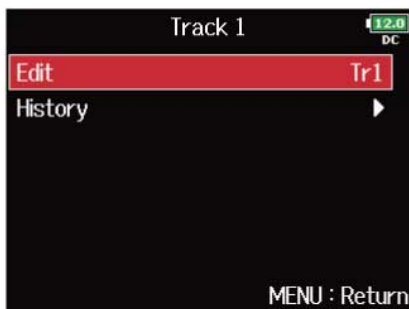 Track 1
12.0
DC
Edit Tr1
History
MENU : Return